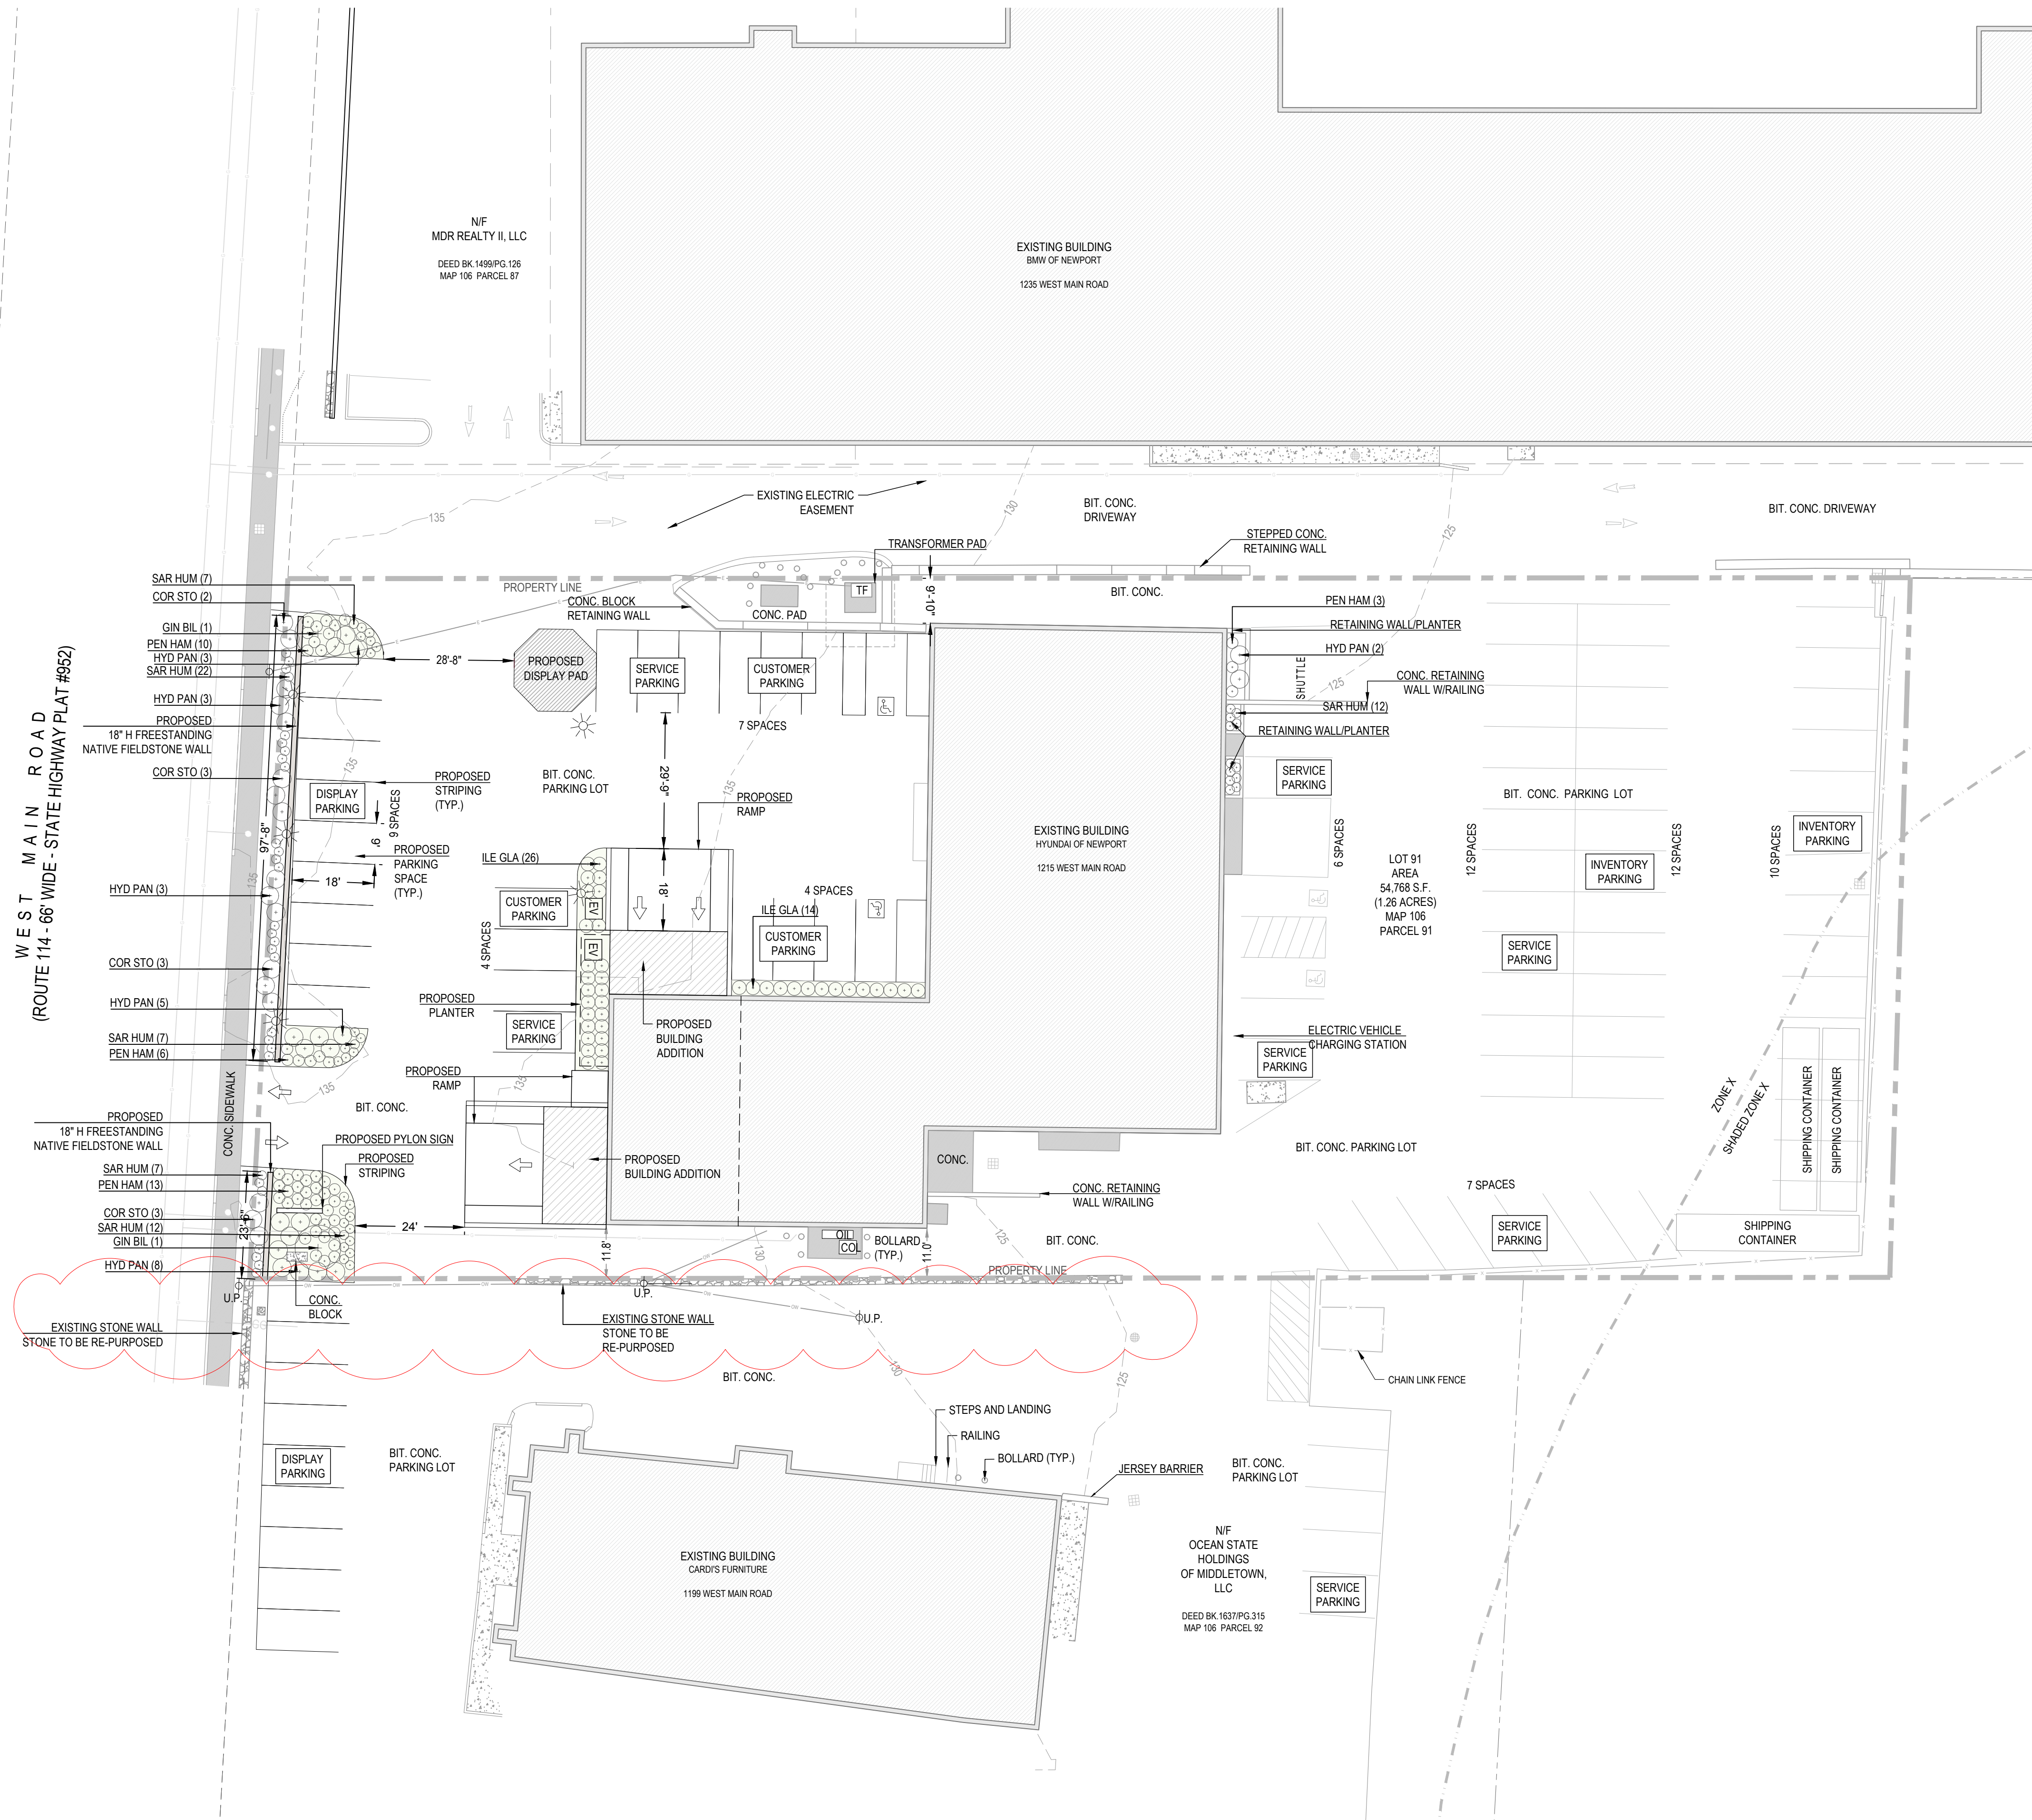 N/F
MDR REALTY II, LLC
DEED BK.1499/PG.126
MAP 106 PARCEL 87
EXISTING BUILDING
BMW OF NEWPORT
1235 WEST MAIN ROAD
EXISTING ELECTRIC
EASEMENT
BIT. CONC.
DRIVEWAY
BIT. CONC. DRIVEWAY
135
130
125
STEPPED CONC.
RETAINING WALL
TRANSFORMER PAD
PROPERTY LINE
CONC. BLOCK
RETAINING WALL
CONC. PAD
TF
9'-10"
BIT. CONC.
SAR HUM (7)
COR STO (2)
GIN BIL (1)
PEN HAM (10)
HYD PAN (3)
SAR HUM (22)
HYD PAN (3)
PROPOSED
18" H FREESTANDING
NATIVE FIELDSTONE WALL
COR STO (3)
HYD PAN (3)
COR STO (3)
HYD PAN (5)
SAR HUM (7)
PEN HAM (6)
PROPOSED
18" H FREESTANDING
NATIVE FIELDSTONE WALL
SAR HUM (7)
PEN HAM (13)
COR STO (3)
SAR HUM (12)
GIN BIL (1)
HYD PAN (8)
U.P.
EXISTING STONE WALL
STONE TO BE RE-PURPOSED
WEST MAIN ROAD
(ROUTE 114 - 66' WIDE - STATE HIGHWAY PLAT #952)
CONC. SIDEWALK
97'-8"
23'-6"
28'-8"
PROPOSED
DISPLAY PAD
SERVICE
PARKING
CUSTOMER
PARKING
7 SPACES
29'-9"
BIT. CONC.
PARKING LOT
135
135
135
DISPLAY
PARKING
PROPOSED
STRIPING
(TYP.)
9 SPACES
9'
18'
PROPOSED
PARKING
SPACE
(TYP.)
PROPOSED
RAMP
ILE GLA (26)
18'
CUSTOMER
PARKING
EV
EV
4 SPACES
4 SPACES
ILE GLA (14)
CUSTOMER
PARKING
PROPOSED
PLANTER
SERVICE
PARKING
PROPOSED
BUILDING
ADDITION
PROPOSED
RAMP
135
135
BIT. CONC.
PROPOSED PYLON SIGN
PROPOSED
STRIPING
PROPOSED
BUILDING ADDITION
24'
11.8'
11.0'
OIL
COL
BOLLARD
(TYP.)
130
125
CONC.
CONC. RETAINING
WALL W/RAILING
BIT. CONC.
PROPERTY LINE
EXISTING BUILDING
HYUNDAI OF NEWPORT
1215 WEST MAIN ROAD
PEN HAM (3)
RETAINING WALL/PLANTER
HYD PAN (2)
SHUTTLE
125
CONC. RETAINING
WALL W/RAILING
SAR HUM (12)
RETAINING WALL/PLANTER
SERVICE
PARKING
6 SPACES
BIT. CONC. PARKING LOT
LOT 91
AREA
54,768 S.F.
(1.26 ACRES)
MAP 106
PARCEL 91
12 SPACES
12 SPACES
10 SPACES
INVENTORY
PARKING
INVENTORY
PARKING
SERVICE
PARKING
ELECTRIC VEHICLE
CHARGING STATION
SERVICE
PARKING
ZONE X
SHADED ZONE X
SHIPPING CONTAINER
SHIPPING CONTAINER
BIT. CONC. PARKING LOT
7 SPACES
SERVICE
PARKING
SHIPPING
CONTAINER
CONC.
BLOCK
U.P.
EXISTING STONE WALL
STONE TO BE
RE-PURPOSED
U.P.
BIT. CONC.
130
125
CHAIN LINK FENCE
STEPS AND LANDING
RAILING
BOLLARD (TYP.)
JERSEY BARRIER
BIT. CONC.
PARKING LOT
DISPLAY
PARKING
BIT. CONC.
PARKING LOT
EXISTING BUILDING
CARDI'S FURNITURE
1199 WEST MAIN ROAD
N/F
OCEAN STATE
HOLDINGS
OF MIDDLETOWN,
LLC
DEED BK.1637/PG.315
MAP 106 PARCEL 92
SERVICE
PARKING